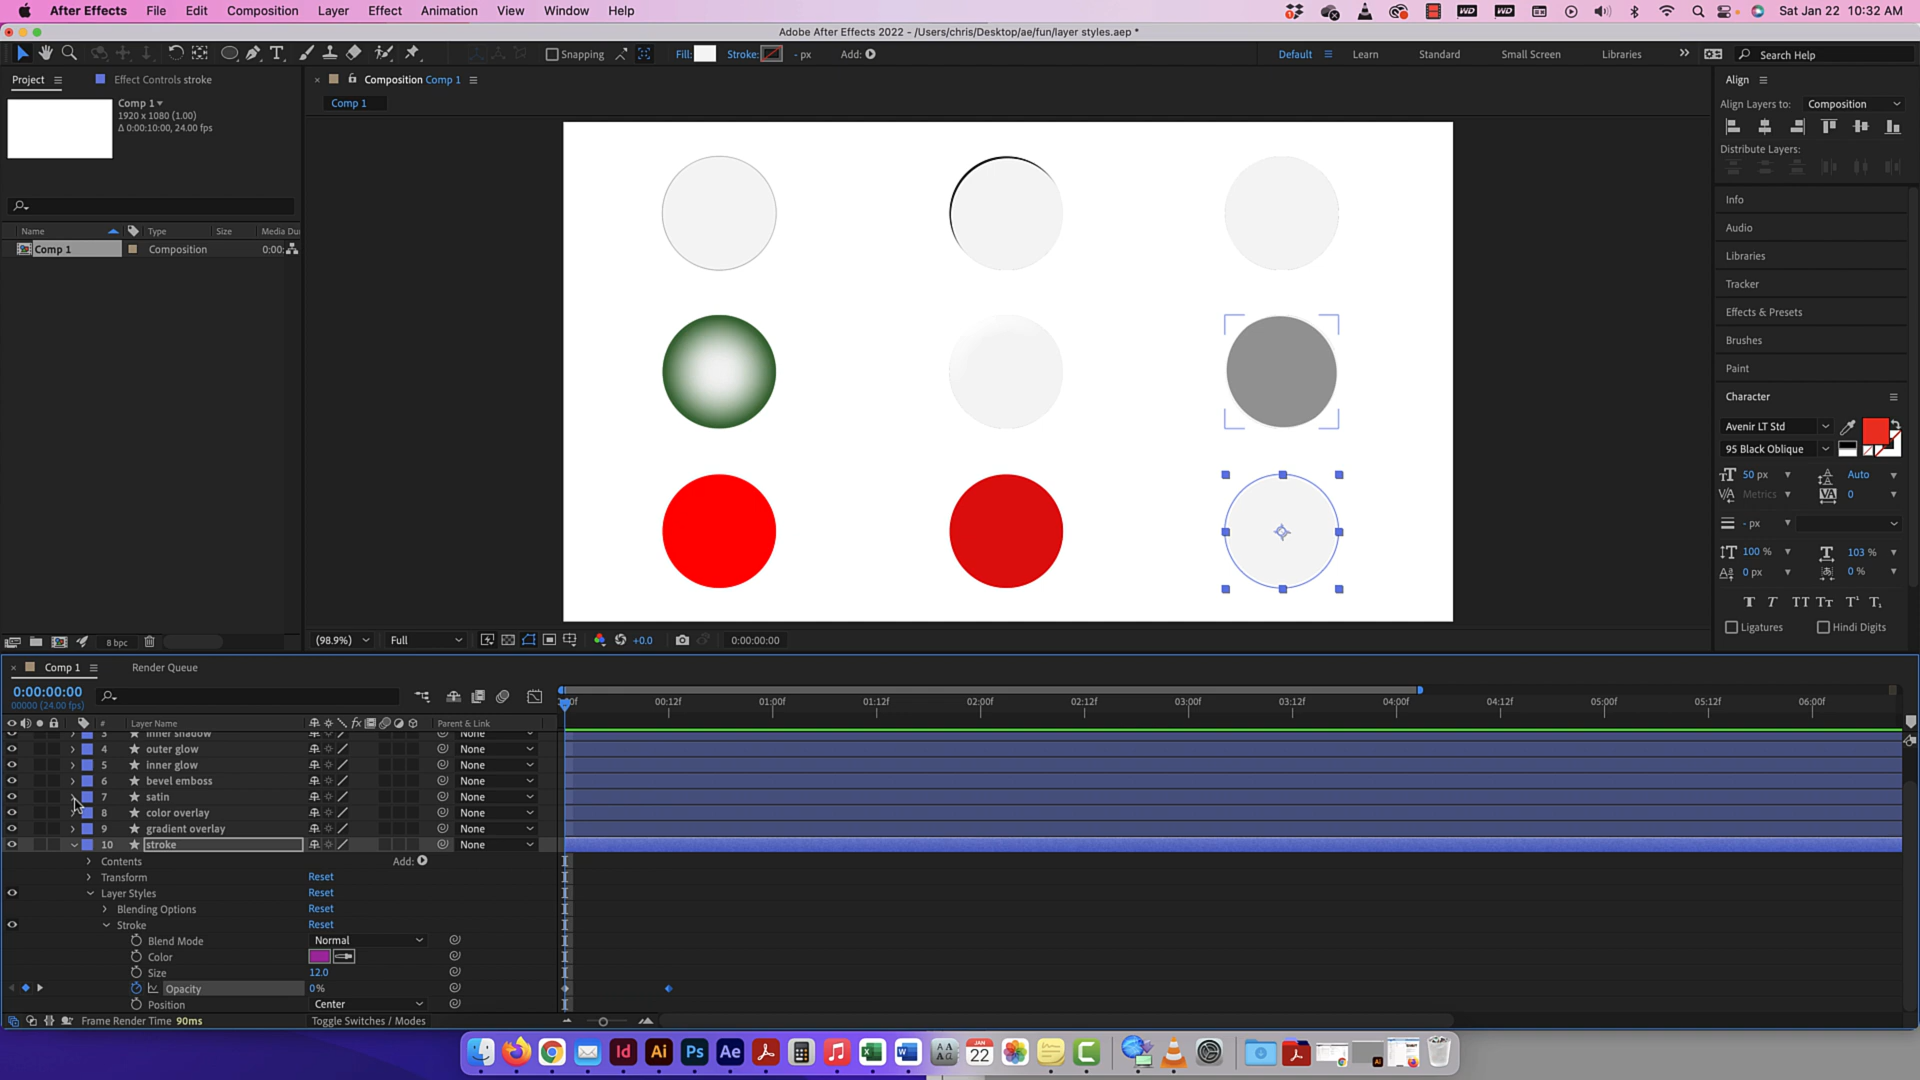 After Effects File Edit Composition Layer Effect Animation View Window Help
Sat Jan 22 10:32 AM
Adobe After Effects 2022 - /Users/chris/Desktop/ae/fun/layer styles.aep *
Snapping Fill: Stroke: - px Add: Default Learn Standard Small Screen Libraries Search Help
Project Effect Controls stroke
Composition Comp 1
Comp 1
Comp 1
1920 x 1080 (1.00)
Δ 0:00:10:00, 24.00 fps
Name Type Size Media Du
Comp 1 Composition 0:00:
8 bpc
(98.9%) Full +0.0 0:00:00:00
Align
Align Layers to: Composition
Distribute Layers:
Info
Audio
Libraries
Tracker
Effects & Presets
Brushes
Paint
Character
Avenir LT Std
95 Black Oblique
50 px Auto
Metrics 0
- px
100 % 103 %
0 px 0 %
Ligatures Hindi Digits
Comp 1 Render Queue
0:00:00:00
00000 (24.00 fps)
:00f 00:12f 01:00f 01:12f 02:00f 02:12f 03:00f 03:12f 04:00f 04:12f 05:00f 05:12f 06:00f
# Layer Name Parent & Link
3 inner shadow None
4 outer glow None
5 inner glow None
6 bevel emboss None
7 satin None
8 color overlay None
9 gradient overlay None
10 stroke None
Contents Add:
Transform Reset
Layer Styles Reset
Blending Options Reset
Stroke Reset
Blend Mode Normal
Color
Size 12.0
Opacity 0%
Position Center
Frame Render Time 90ms Toggle Switches / Modes
JAN
22